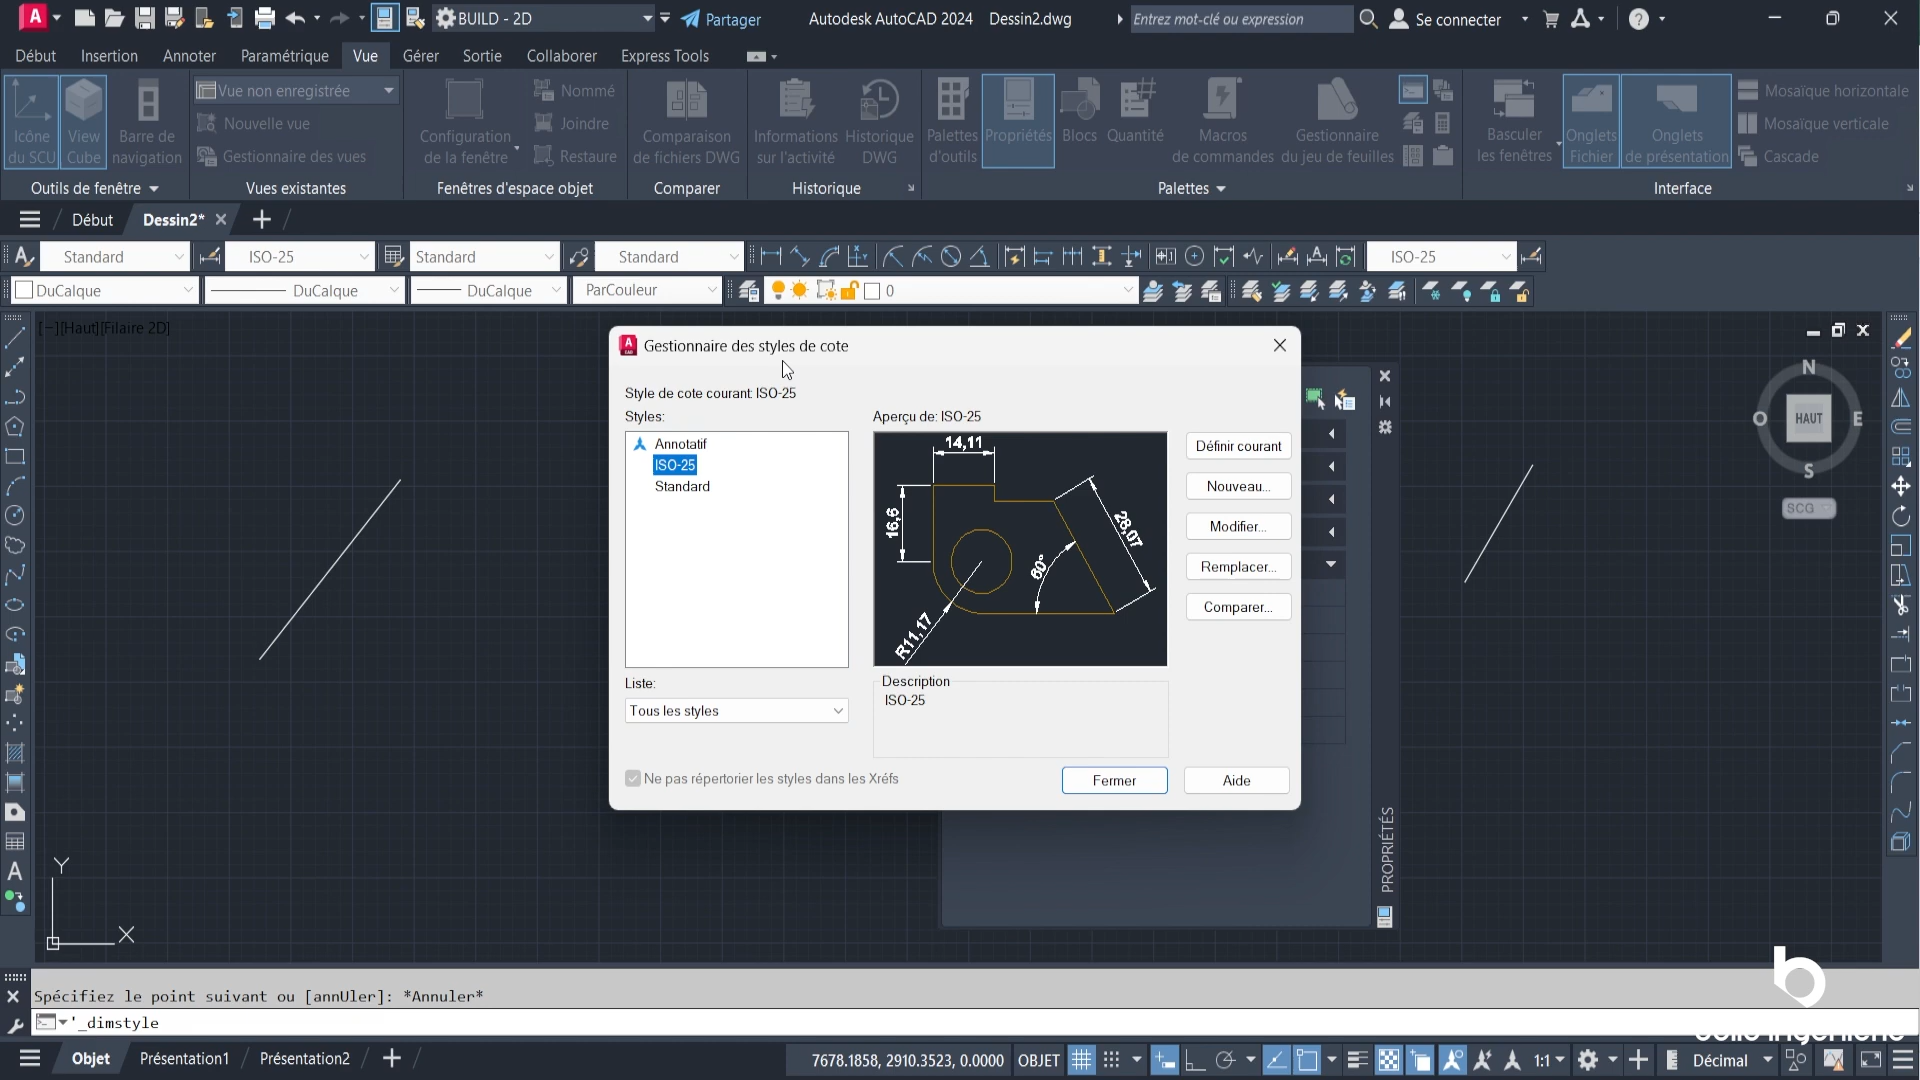 BUILD - 2D
Partager
Autodesk AutoCAD 2024 Dessin2.dwg
Entrez mot-clé ou expression
Se connecter
Début Insertion Annoter Paramétrique Vue Gérer Sortie Collaborer Express Tools
Icône du SCU
View Cube
Barre de navigation
Vue non enregistrée
Nouvelle vue
Gestionnaire des vues
Configuration de la fenêtre
Nommé
Joindre
Restaure
Comparaison de fichiers DWG
Informations sur l'activité
Historique DWG
Palettes d'outils
Propriétés
Blocs
Quantité
Macros de commandes
Gestionnaire du jeu de feuilles
Basculer les fenêtres
Onglets Fichier
Onglets de présentation
Mosaïque horizontale
Mosaïque verticale
Cascade
Outils de fenêtre Vues existantes Fenêtres d'espace objet Comparer Historique Palettes Interface
Début Dessin2*
Standard ISO-25 Standard Standard ISO-25
DuCalque DuCalque DuCalque ParCouleur 0
[−][Haut][Filaire 2D]
N
O HAUT E
S
SCG
Gestionnaire des styles de cote
Style de cote courant: ISO-25
Styles:
Annotatif
ISO-25
Standard
Aperçu de: ISO-25
14,11
16,6
28,07
60°
R11,17
Définir courant
Nouveau...
Modifier...
Remplacer...
Comparer...
Liste:
Tous les styles
Description
ISO-25
Ne pas répertorier les styles dans les Xréfs
Fermer
Aide
PROPRIÉTÉS
Y
X
Spécifiez le point suivant ou [annUler]: *Annuler*
'_dimstyle
Objet Présentation1 Présentation2
7678.1858, 2910.3523, 0.0000 OBJET 1:1 Décimal